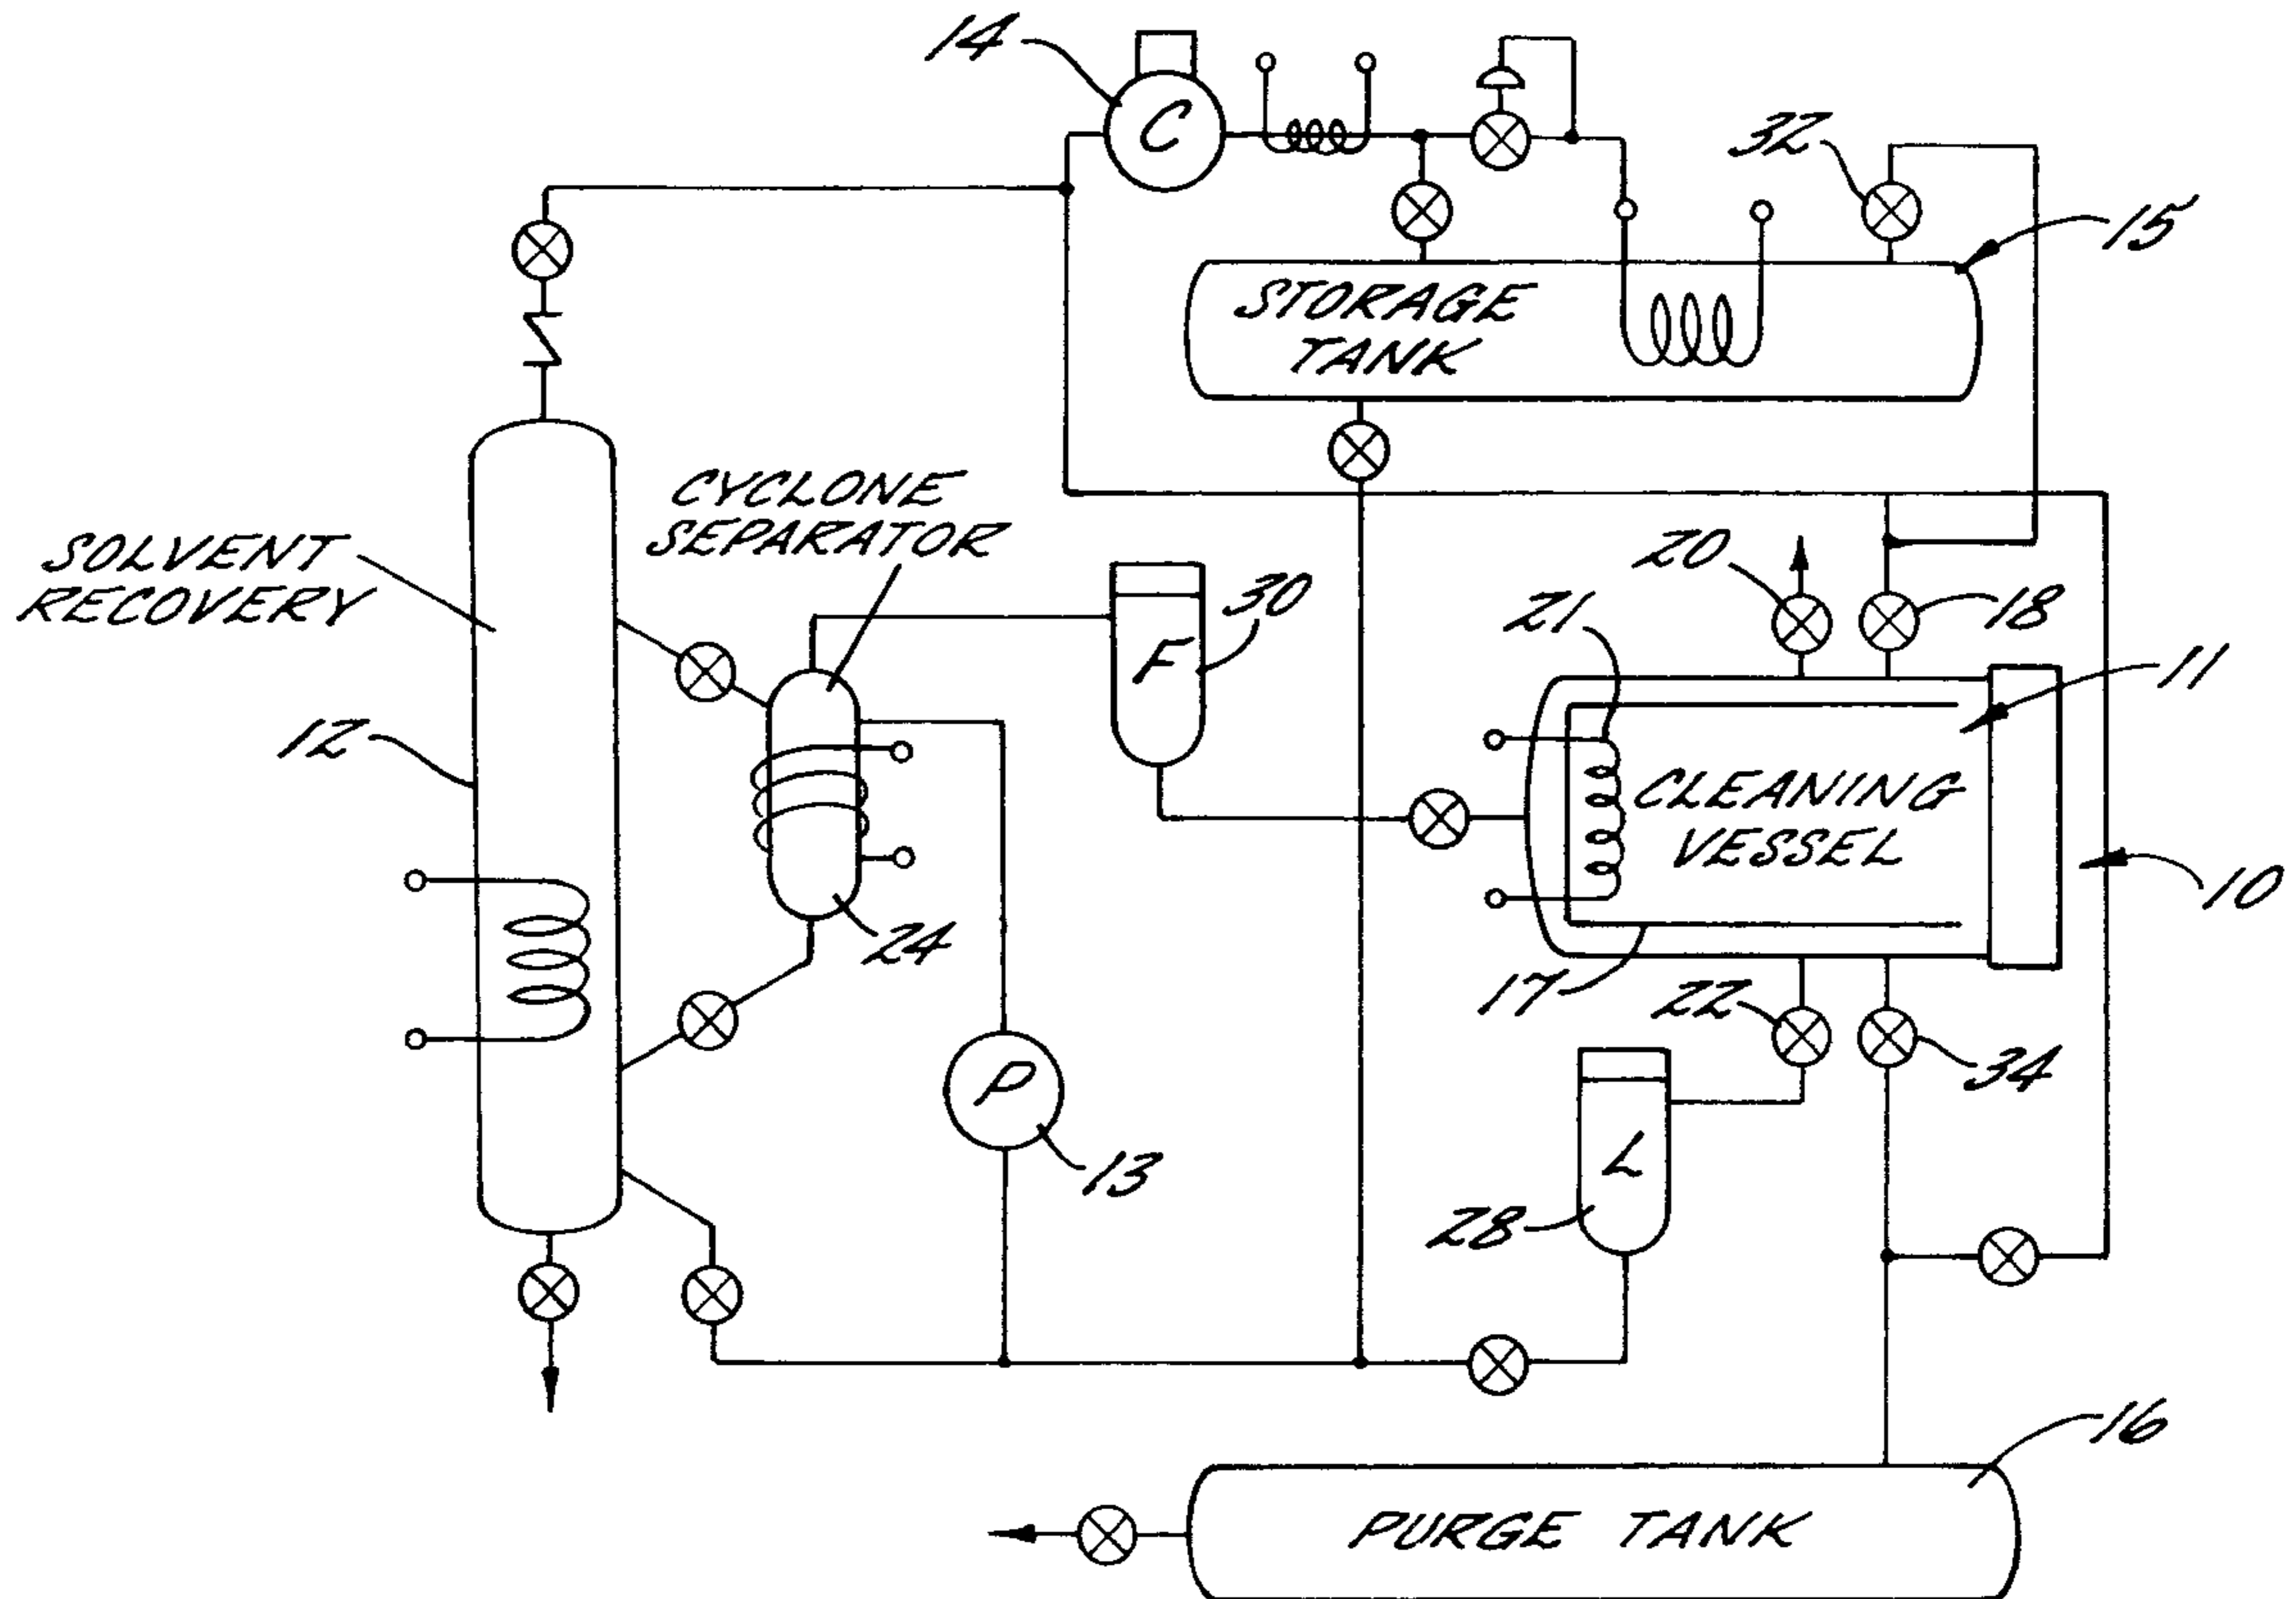 14
C
32
15
STORAGE
TANK
CYCLONE
SEPARATOR
SOLVENT
RECOVERY
20
18
30
21
F
11
12
CLEANING
VESSEL
10
24
17
22
34
P
13
L
28
16
PURGE TANK